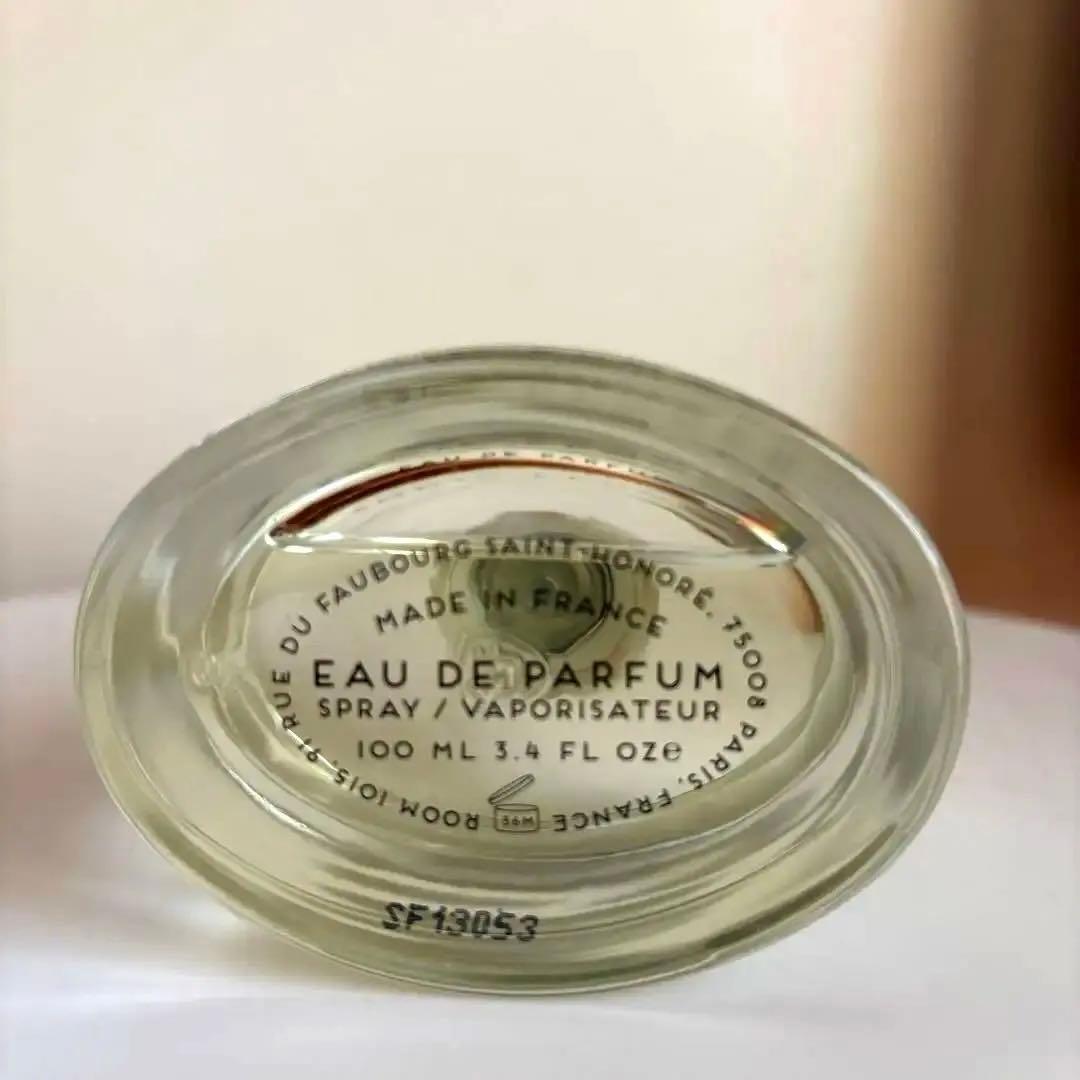 ROOM 1015, 91 RUE DU FAUBOURG SAINT-HONORÉ, 75008 PARIS, FRANCE
MADE IN FRANCE
EAU DE PARFUM
SPRAY / VAPORISATEUR
100 ML 3.4 FL OZ℮
36M
SF13053